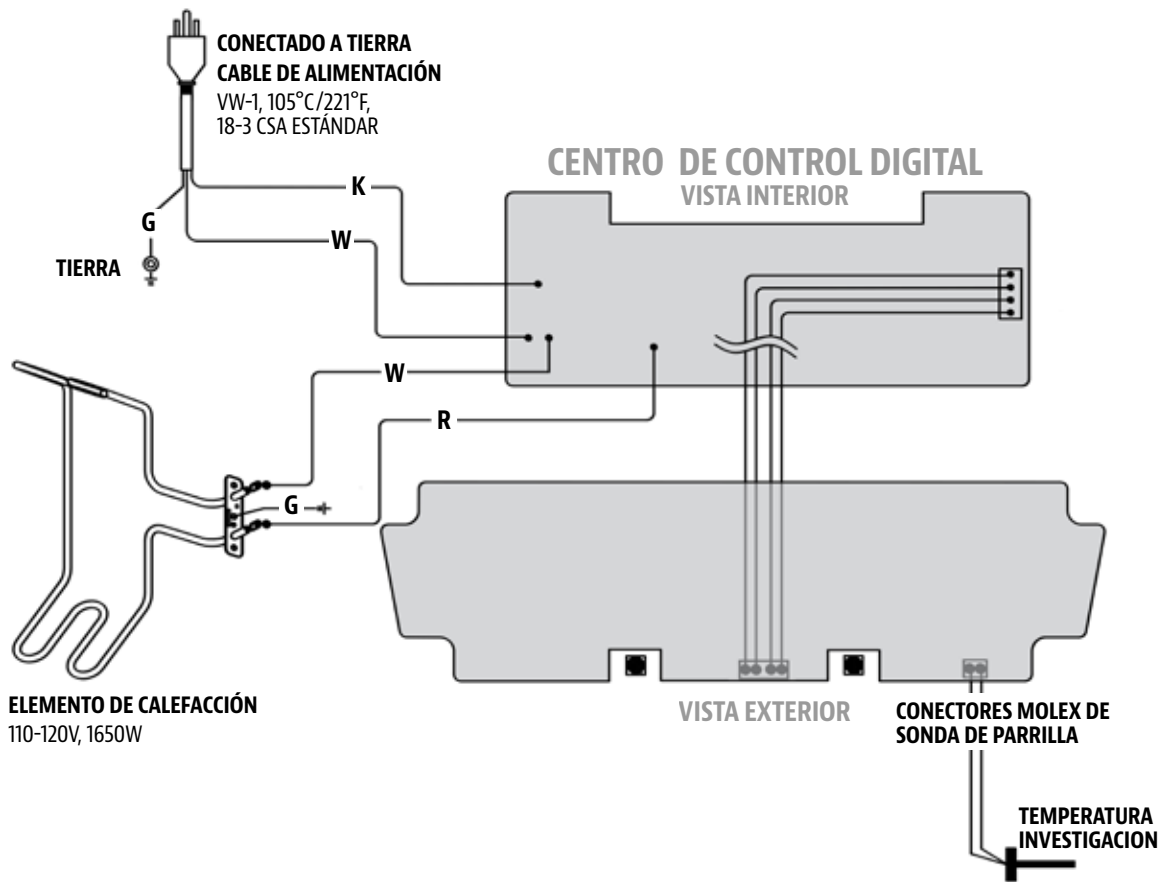 CONECTADO A TIERRA
CABLE DE ALIMENTACIÓN
VW-1, 105°C/221°F,
18-3 CSA ESTÁNDAR
CENTRO DE CONTROL DIGITAL
VISTA INTERIOR
K
G
W
TIERRA
W
R
G
ELEMENTO DE CALEFACCIÓN
110-120V, 1650W
VISTA EXTERIOR
CONECTORES MOLEX DE
SONDA DE PARRILLA
TEMPERATURA
INVESTIGACION